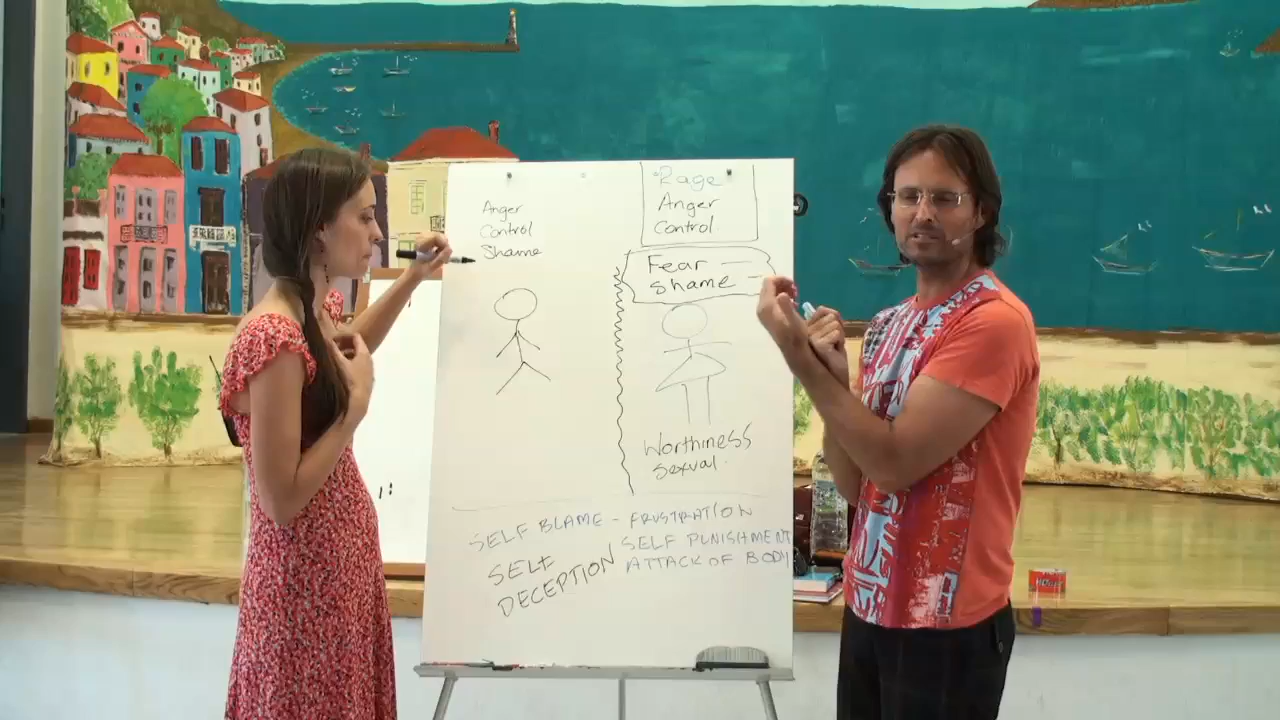 Anger
Control
Shame
Rage
Anger
Control
Fear
Shame
Worthiness
Sexual
SELF BLAME - FRUSTRATION
SELF PUNISHMENT
ATTACK OF BODY
SELF
DECEPTION